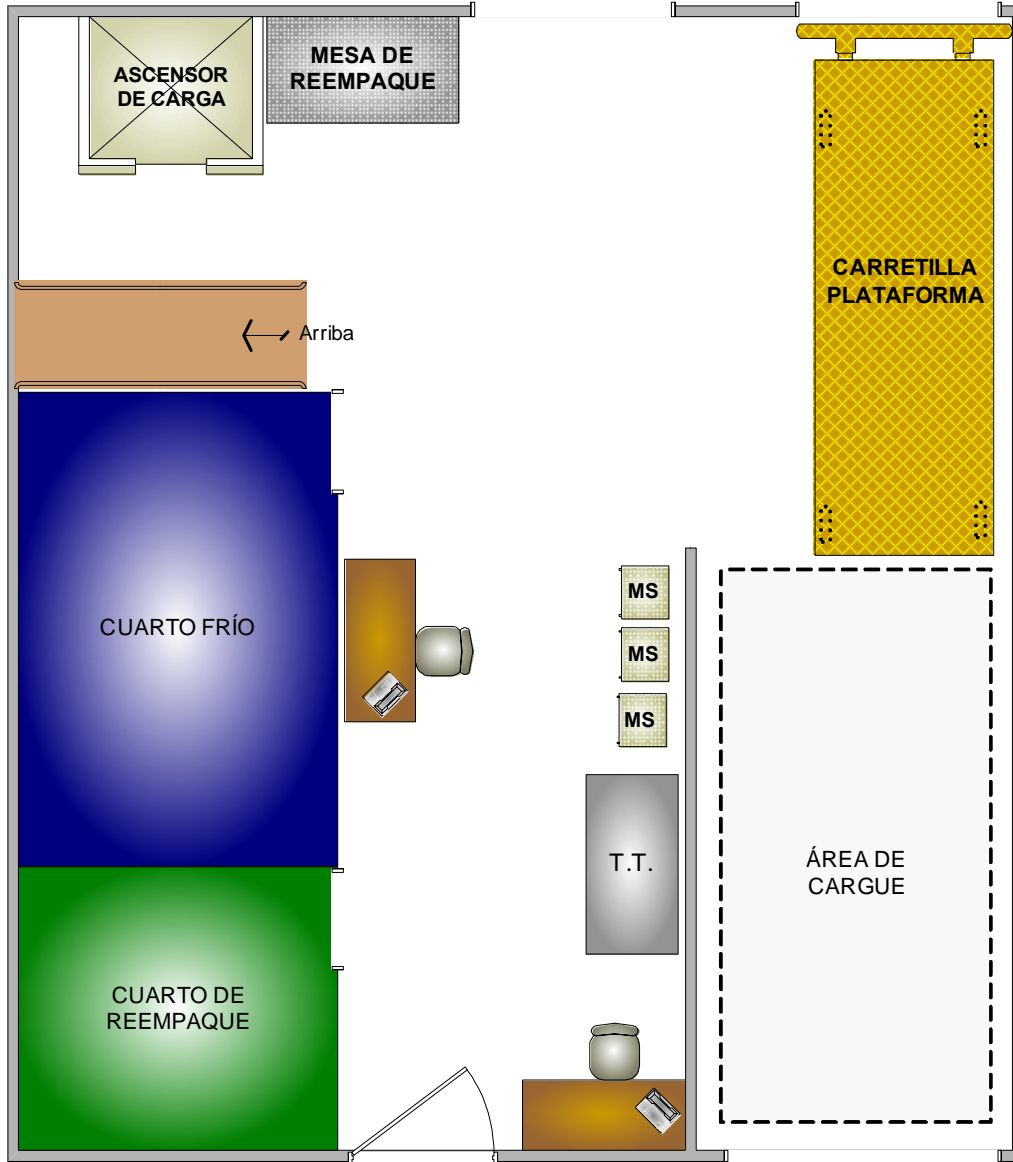 ASCENSOR
DE CARGA
MESA DE
REEMPAQUE
CARRETILLA
PLATAFORMA
Arriba
CUARTO FRÍO
MS
MS
MS
T.T.
ÁREA DE
CARGUE
CUARTO DE
REEMPAQUE